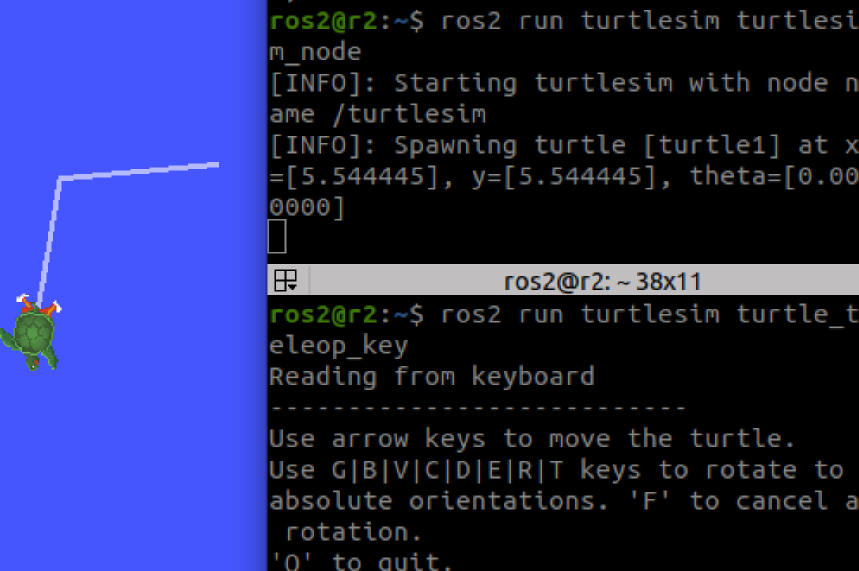 ros2@r2:~$ ros2 run turtlesim turtlesi
m_node
[INFO]: Starting turtlesim with node n
ame /turtlesim
[INFO]: Spawning turtle [turtle1] at x
=[5.544445], y=[5.544445], theta=[0.00
0000]
ros2@r2: ~ 38x11
ros2@r2:~$ ros2 run turtlesim turtle_t
eleop_key
Reading from keyboard
---------------------------
Use arrow keys to move the turtle.
Use G|B|V|C|D|E|R|T keys to rotate to
absolute orientations. 'F' to cancel a
 rotation.
'Q' to quit.